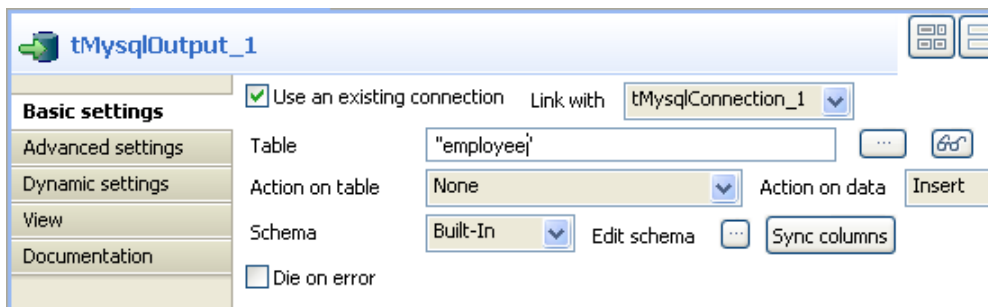 tMysqlOutput_1
Basic settings
Advanced settings
Dynamic settings
View
Documentation
Use an existing connection Link with tMysqlConnection_1
Table "employee" ...
Action on table None Action on data Insert
Schema Built-In Edit schema ... Sync columns
Die on error